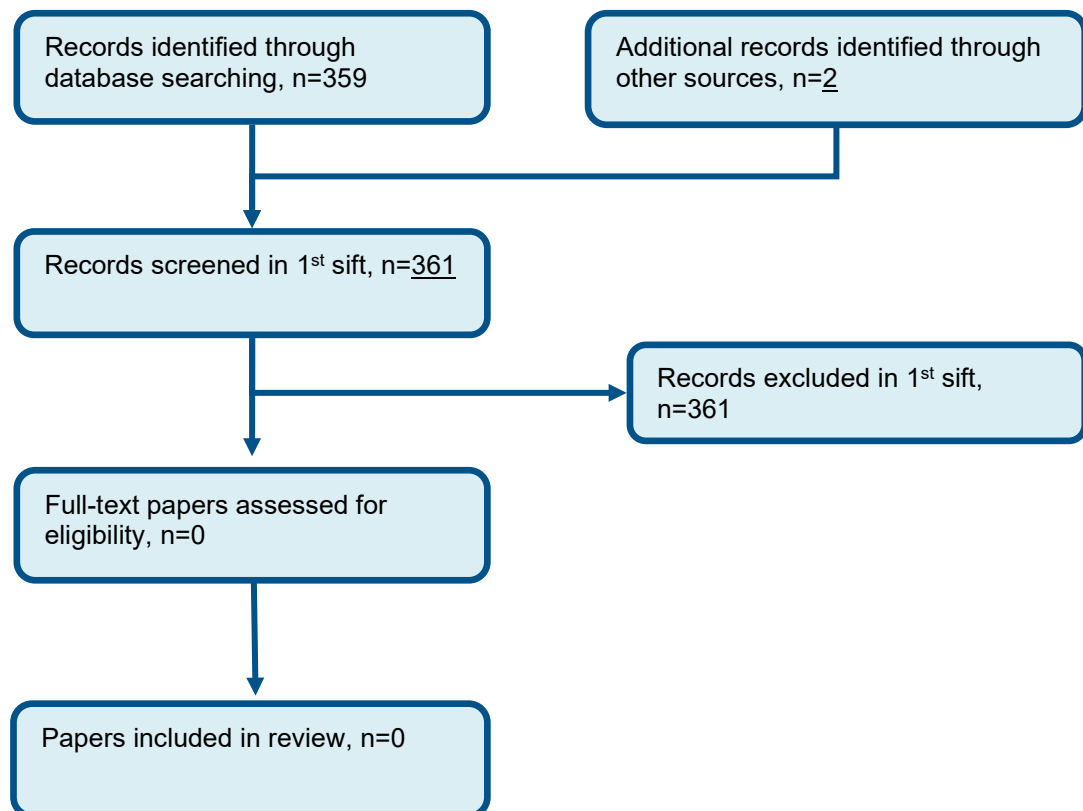 Records identified through
database searching, n=359
Additional records identified through
other sources, n=2
Records screened in 1st sift, n=361
Records excluded in 1st sift,
n=361
Full-text papers assessed for
eligibility, n=0
Papers included in review, n=0